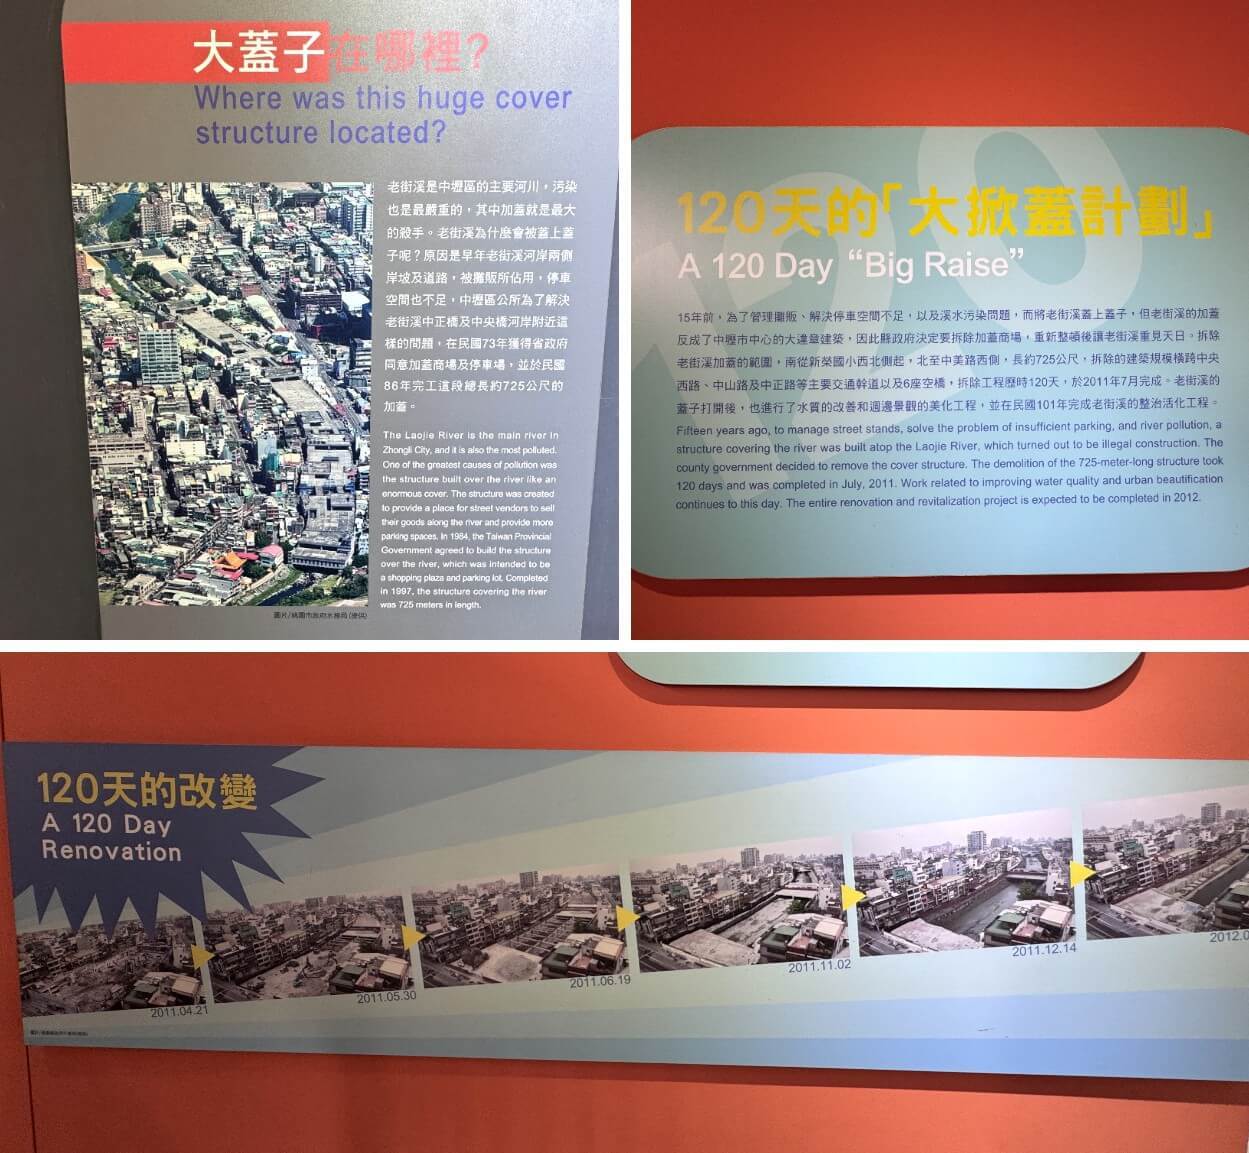 大蓋子在哪裡?
Where was this huge cover
structure located?
老街溪是中壢區的主要河川，污染
也是最嚴重的，其中加蓋就是最大
的殺手。老街溪為什麼會被蓋上蓋
子呢？原因是早年老街溪河岸兩側
岸坡及道路，被攤販所佔用，停車
空間也不足，中壢區公所為了解決
老街溪中正橋及中央橋河岸附近這
樣的問題，在民國73年獲得省政府
同意加蓋商場及停車場，並於民國
86年完工這段總長約725公尺的
加蓋。
The Laojie River is the main river in
Zhongli City, and it is also the most polluted.
One of the greatest causes of pollution was
the structure built over the river like an
enormous cover. The structure was created
to provide a place for street vendors to sell
their goods along the river and provide more
parking spaces. In 1984, the Taiwan Provincial
Government agreed to build the structure
over the river, which was intended to be
a shopping plaza and parking lot. Completed
in 1997, the structure covering the river
was 725 meters in length.
圖片/桃園市政府水務局(提供)
120天的「大掀蓋計劃」
A 120 Day “Big Raise”
15年前，為了管理攤販、解決停車空間不足，以及溪水污染問題，而將老街溪蓋上蓋子，但老街溪的加蓋
反成了中壢市中心的大違章建築，因此縣政府決定要拆除加蓋商場，重新整頓後讓老街溪重見天日。拆除
老街溪加蓋的範圍，南從新榮國小西北側起，北至中美路西側，長約725公尺，拆除的建築規模橫跨中央
西路、中山路及中正路等主要交通幹道以及6座空橋，拆除工程歷時120天，於2011年7月完成。老街溪的
蓋子打開後，也進行了水質的改善和週邊景觀的美化工程，並在民國101年完成老街溪的整治活化工程。
Fifteen years ago, to manage street stands, solve the problem of insufficient parking, and river pollution, a
structure covering the river was built atop the Laojie River, which turned out to be illegal construction. The
county government decided to remove the cover structure. The demolition of the 725-meter-long structure took
120 days and was completed in July, 2011. Work related to improving water quality and urban beautification
continues to this day. The entire renovation and revitalization project is expected to be completed in 2012.
120天的改變
A 120 Day
Renovation
2011.04.21
2011.05.30
2011.06.19
2011.11.02
2011.12.14
2012.0